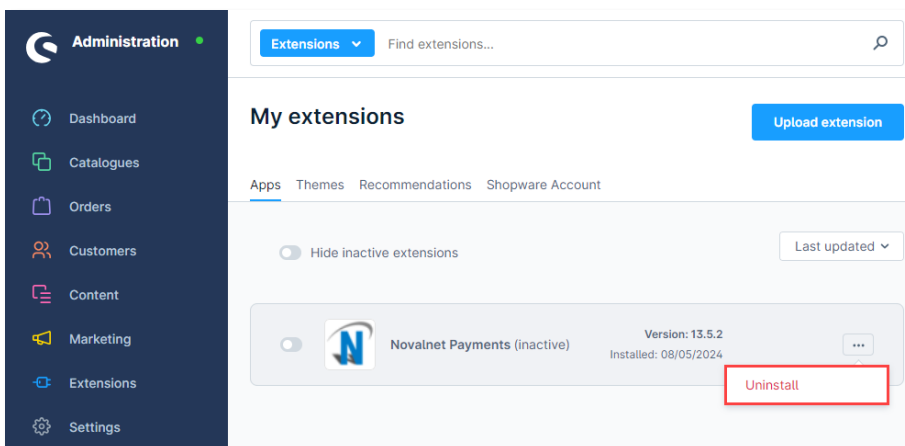 Administration
Dashboard
Catalogues
Orders
Customers
Content
Marketing
Extensions
Settings
Extensions Find extensions...
My extensions
Upload extension
Apps Themes Recommendations Shopware Account
Hide inactive extensions
Last updated
N Novalnet Payments (inactive)
Version: 13.5.2
Installed: 08/05/2024
Uninstall